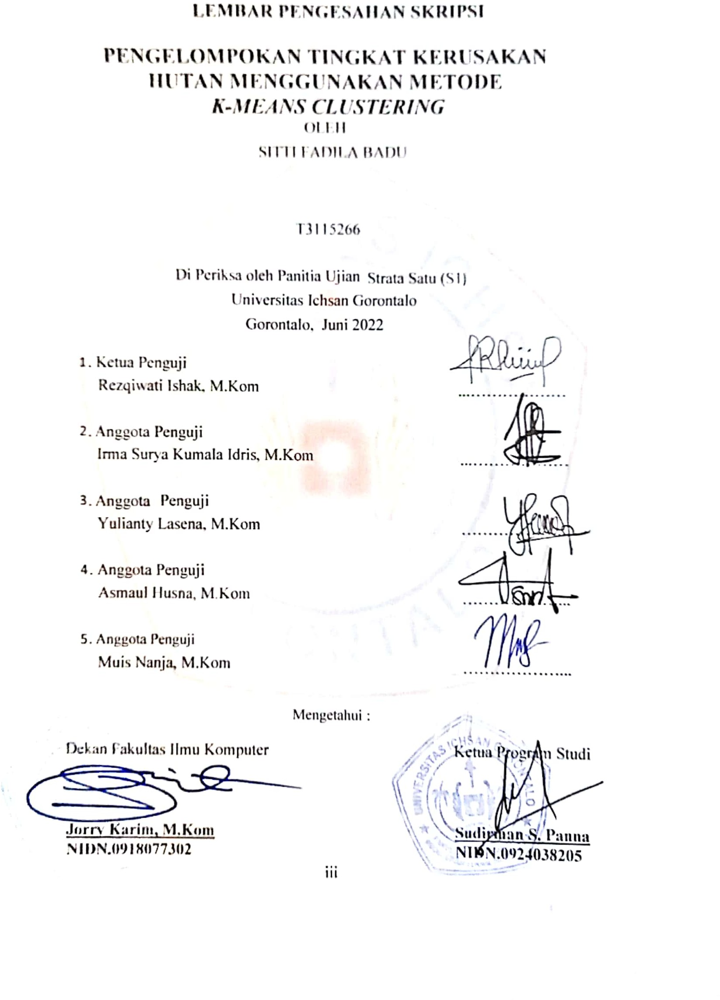 LEMBAR PENGESAHAN SKRIPSI
PENGELOMPOKAN TINGKAT KERUSAKAN
HUTAN MENGGUNAKAN METODE
K-MEANS CLUSTERING
OLEH
SITTI FADILA BADU
T3115266
Di Periksa oleh Panitia Ujian Strata Satu (S1)
Universitas Ichsan Gorontalo
Gorontalo, Juni 2022
1. Ketua Penguji
Rezqiwati Ishak, M.Kom
2. Anggota Penguji
Irma Surya Kumala Idris, M.Kom
3. Anggota Penguji
Yulianty Lasena, M.Kom
4. Anggota Penguji
Asmaul Husna, M.Kom
5. Anggota Penguji
Muis Nanja, M.Kom
Mengetahui :
Dekan Fakultas Ilmu Komputer
Ketua Program Studi
UNIVERSITAS ICHSAN GORONTALO
Jorry Karim, M.Kom
NIDN.0918077302
Sudirman S. Panna
NIDN.0924038205
iii